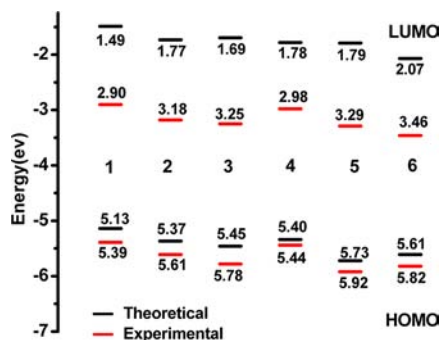 LUMO
-2
1.49 1.77 1.69 1.78 1.79 2.07
-3
2.90 3.18 3.25 2.98 3.29 3.46
-4
Energy(ev)
1 2 3 4 5 6
-5
5.13 5.37 5.45 5.40 5.73 5.61
5.39 5.61 5.78 5.44 5.92 5.82
-6
Theoretical
Experimental
HOMO
-7